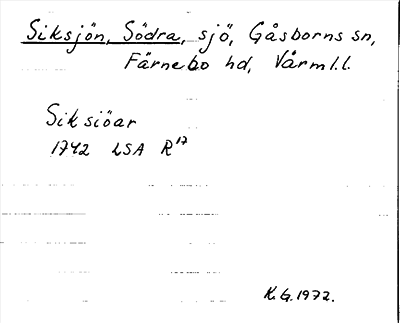 Siksjön, Södra, sjö, Gåsborns sn,
Färnebo hd, Värml.l.
Siksiöar
1742 LSA R¹⁷
K.G.1972.